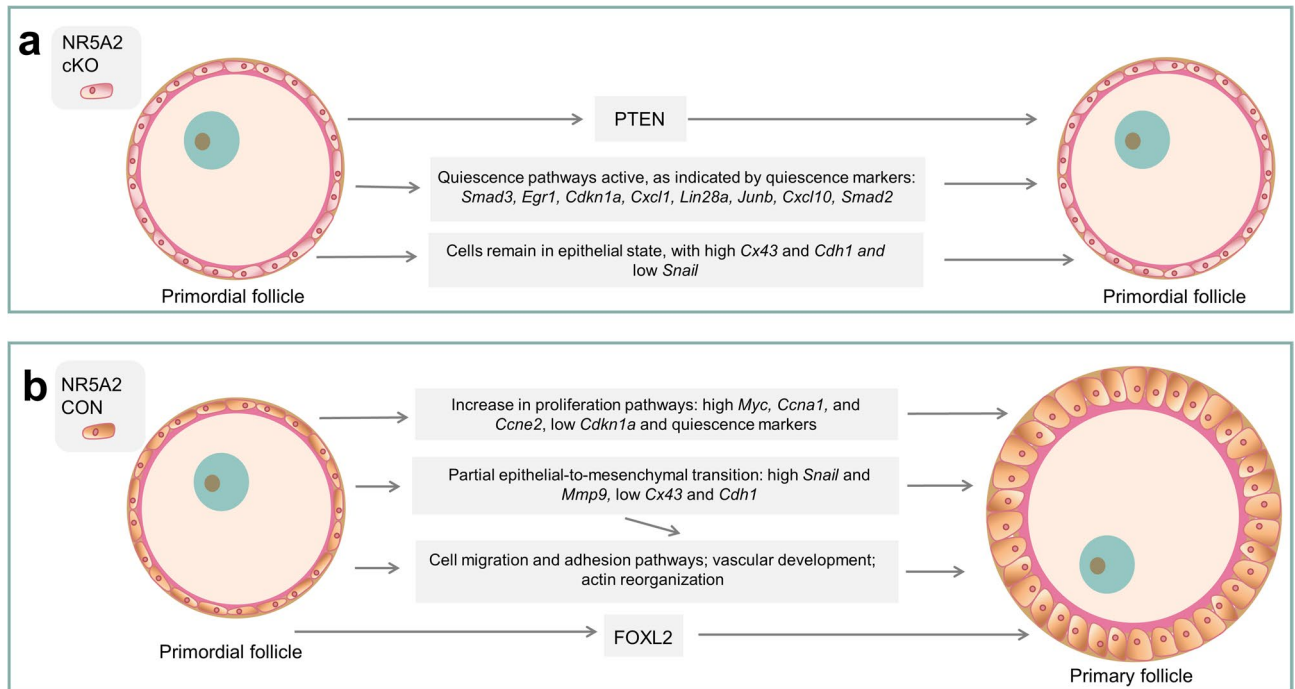 a
NR5A2
cKO
PTEN
Quiescence pathways active, as indicated by quiescence markers:
Smad3, Egr1, Cdkn1a, Cxcl1, Lin28a, Junb, Cxcl10, Smad2
Cells remain in epithelial state, with high Cx43 and Cdh1 and
low Snail
Primordial follicle
Primordial follicle
b
NR5A2
CON
Increase in proliferation pathways: high Myc, Ccna1, and
Ccne2, low Cdkn1a and quiescence markers
Partial epithelial-to-mesenchymal transition: high Snail and
Mmp9, low Cx43 and Cdh1
Cell migration and adhesion pathways; vascular development;
actin reorganization
FOXL2
Primordial follicle
Primary follicle